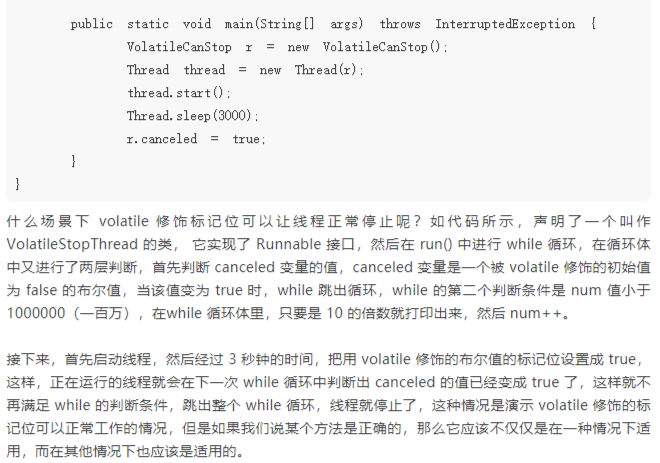 public static void main(String[] args) throws InterruptedException {
VolatileCanStop r = new VolatileCanStop();
Thread thread = new Thread(r);
thread.start();
Thread.sleep(3000);
r.canceled = true;
}
}
什么场景下 volatile 修饰标记位可以让线程正常停止呢？如代码所示，声明了一个叫作
VolatileStopThread 的类， 它实现了 Runnable 接口，然后在 run() 中进行 while 循环，在循环体
中又进行了两层判断，首先判断 canceled 变量的值，canceled 变量是一个被 volatile 修饰的初始值
为 false 的布尔值，当该值变为 true 时，while 跳出循环，while 的第二个判断条件是 num 值小于
1000000（一百万），在while 循环体里，只要是 10 的倍数就打印出来，然后 num++。
接下来，首先启动线程，然后经过 3 秒钟的时间，把用 volatile 修饰的布尔值的标记位设置成 true，
这样，正在运行的线程就会在下一次 while 循环中判断出 canceled 的值已经变成 true 了，这样就不
再满足 while 的判断条件，跳出整个 while 循环，线程就停止了，这种情况是演示 volatile 修饰的标
记位可以正常工作的情况，但是如果我们说某个方法是正确的，那么它应该不仅仅是在一种情况下适
用，而在其他情况下也应该是适用的。